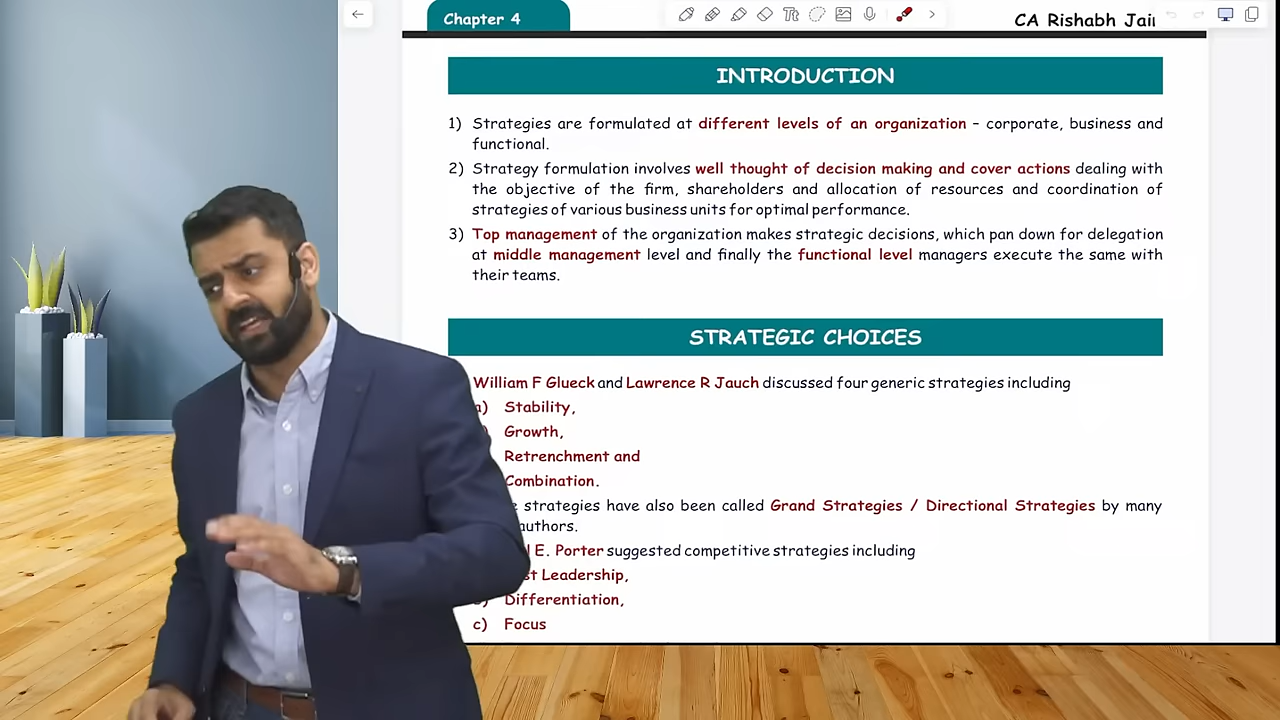 Chapter 4
CA Rishabh Jai
INTRODUCTION
1) Strategies are formulated at different levels of an organization – corporate, business and
functional.
2) Strategy formulation involves well thought of decision making and cover actions dealing with
the objective of the firm, shareholders and allocation of resources and coordination of
strategies of various business units for optimal performance.
3) Top management of the organization makes strategic decisions, which pan down for delegation
at middle management level and finally the functional level managers execute the same with
their teams.
STRATEGIC CHOICES
William F Glueck and Lawrence R Jauch discussed four generic strategies including
a) Stability,
Growth,
Retrenchment and
Combination.
strategies have also been called Grand Strategies / Directional Strategies by many
authors.
E. Porter suggested competitive strategies including
Leadership,
b) Differentiation,
c) Focus